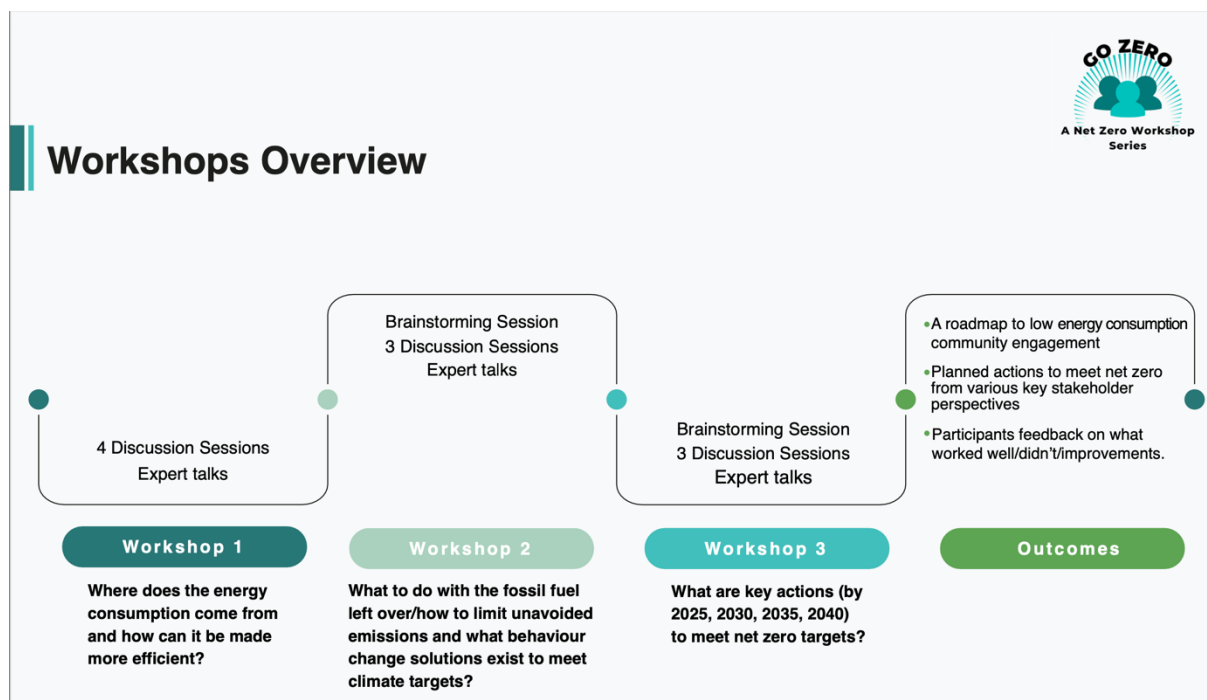 GO ZERO
A Net Zero Workshop
Series
Workshops Overview
4 Discussion Sessions
Expert talks
Brainstorming Session
3 Discussion Sessions
Expert talks
Brainstorming Session
3 Discussion Sessions
Expert talks
•A roadmap to low energy consumption
community engagement
•Planned actions to meet net zero
from various key stakeholder
perspectives
•Participants feedback on what
worked well/didn't/improvements.
Workshop 1
Where does the energy
consumption come from
and how can it be made
more efficient?
Workshop 2
What to do with the fossil fuel
left over/how to limit unavoided
emissions and what behaviour
change solutions exist to meet
climate targets?
Workshop 3
What are key actions (by
2025, 2030, 2035, 2040)
to meet net zero targets?
Outcomes